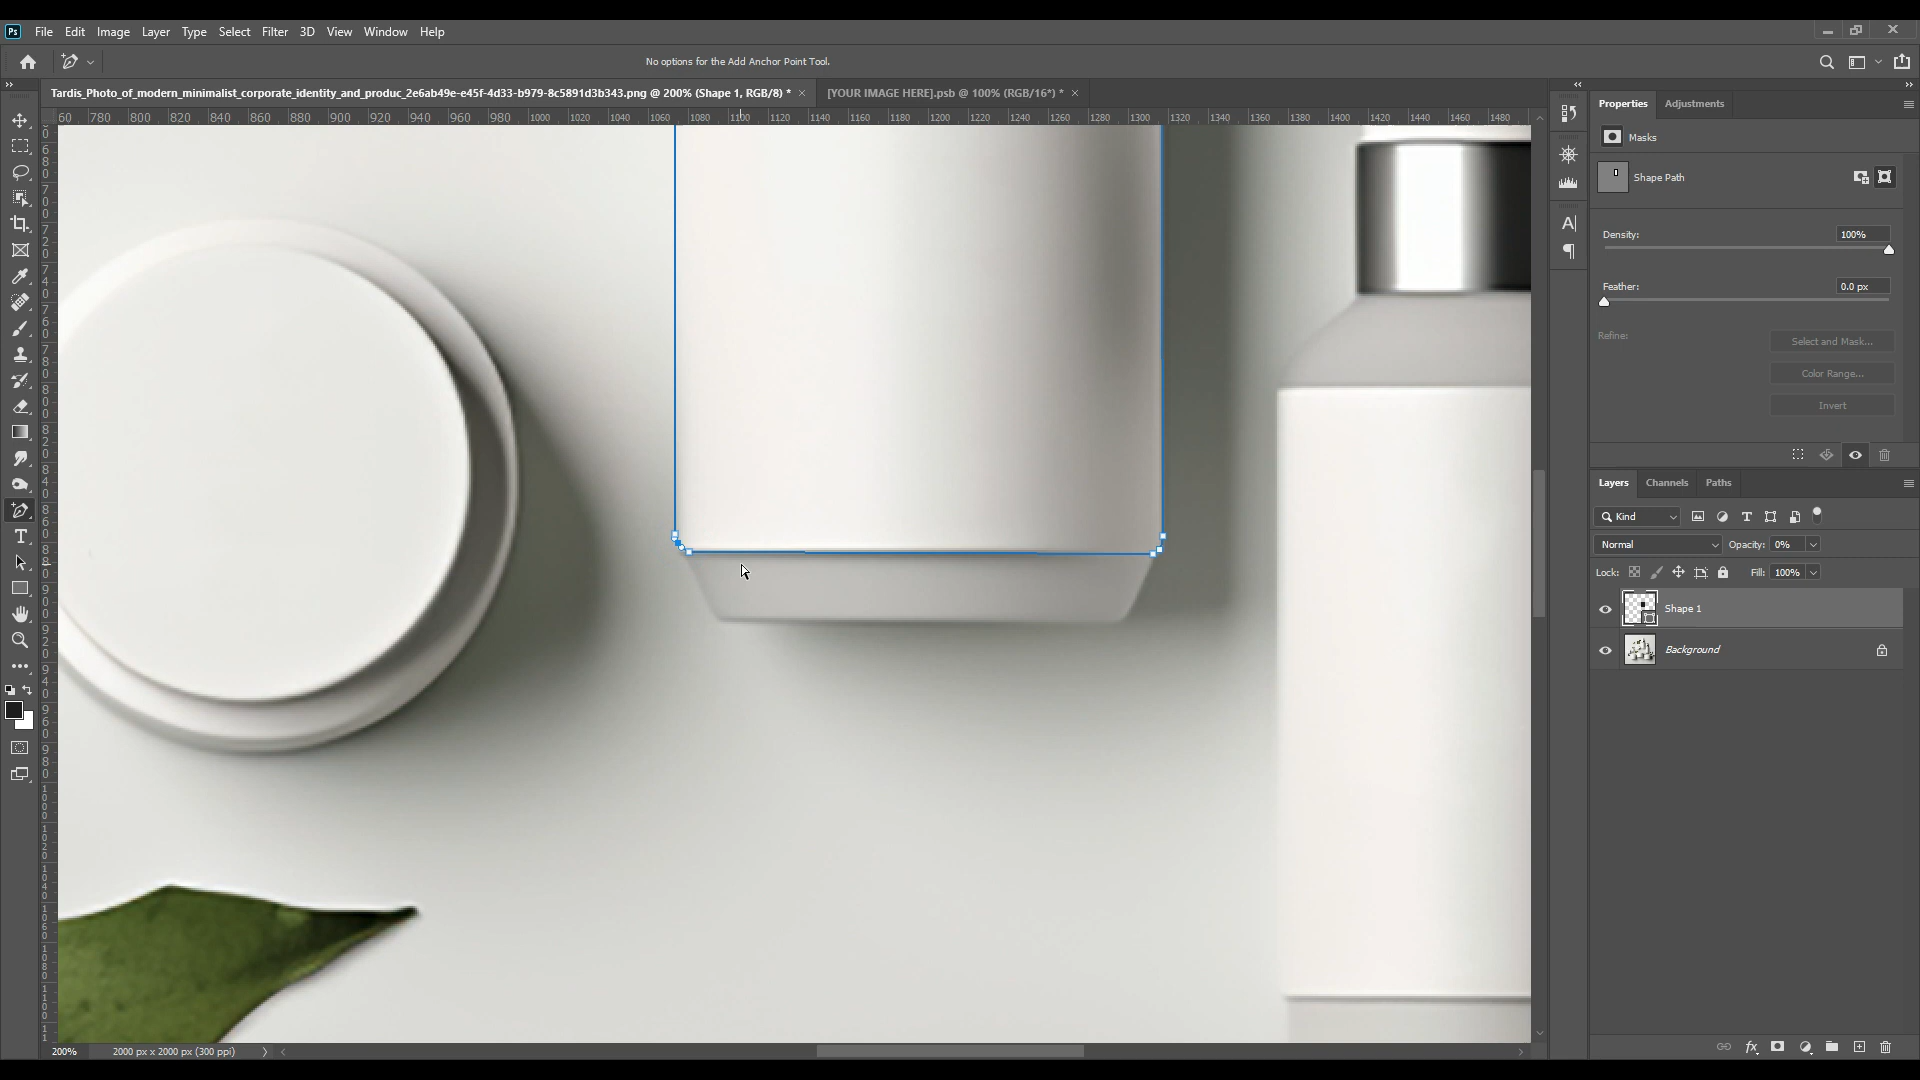 Ps File Edit Image Layer Type Select Filter 3D View Window Help
No options for the Add Anchor Point Tool.
Tardis_Photo_of_modern_minimalist_corporate_identity_and_produc_2e6ab49e-e45f-4d33-b979-8c5891d3b343.png @ 200% (Shape 1, RGB/8) *
[YOUR IMAGE HERE].psb @ 100% (RGB/16*) *
60 780 800 820 840 860 880 900 920 940 960 980 1000 1020 1040 1060 1080 1100 1120 1140 1160 1180 1200 1220 1240 1260 1280 1300 1320 1340 1360 1380 1400 1420 1440 1460 1480
Properties Adjustments
Masks
Shape Path
Density: 100%
Feather: 0.0 px
Refine:
Select and Mask...
Color Range...
Invert
Layers Channels Paths
Kind
Normal Opacity: 0%
Lock: Fill: 100%
Shape 1
Background
200% 2000 px x 2000 px (300 ppi)